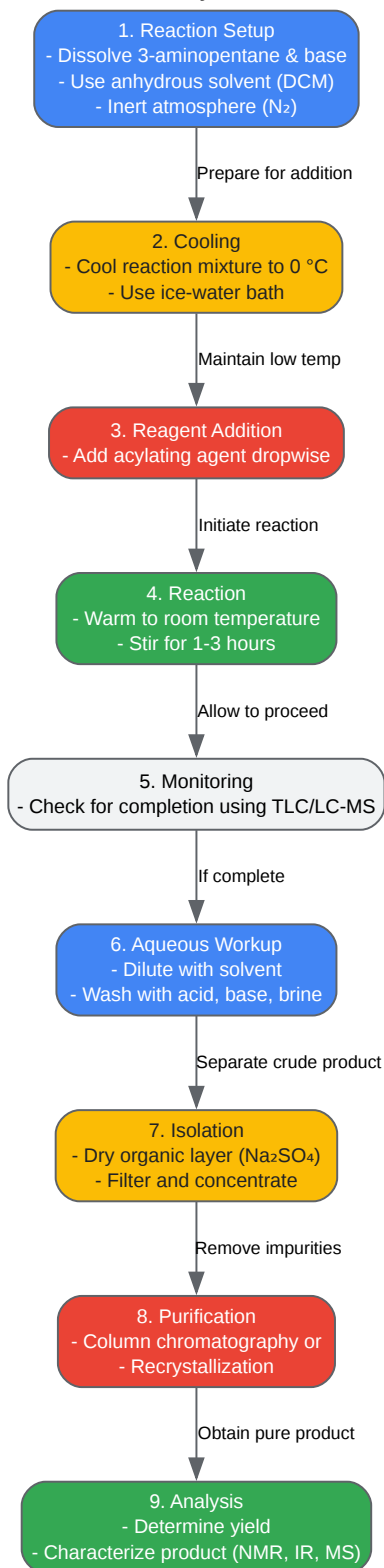 1. Reaction Setup
- Dissolve 3-aminopentane & base
- Use anhydrous solvent (DCM)
- Inert atmosphere (N₂)
Prepare for addition
2. Cooling
- Cool reaction mixture to 0 °C
- Use ice-water bath
Maintain low temp
3. Reagent Addition
- Add acylating agent dropwise
Initiate reaction
4. Reaction
- Warm to room temperature
- Stir for 1-3 hours
Allow to proceed
5. Monitoring
- Check for completion using TLC/LC-MS
If complete
6. Aqueous Workup
- Dilute with solvent
- Wash with acid, base, brine
Separate crude product
7. Isolation
- Dry organic layer (Na₂SO₄)
- Filter and concentrate
Remove impurities
8. Purification
- Column chromatography or
- Recrystallization
Obtain pure product
9. Analysis
- Determine yield
- Characterize product (NMR, IR, MS)